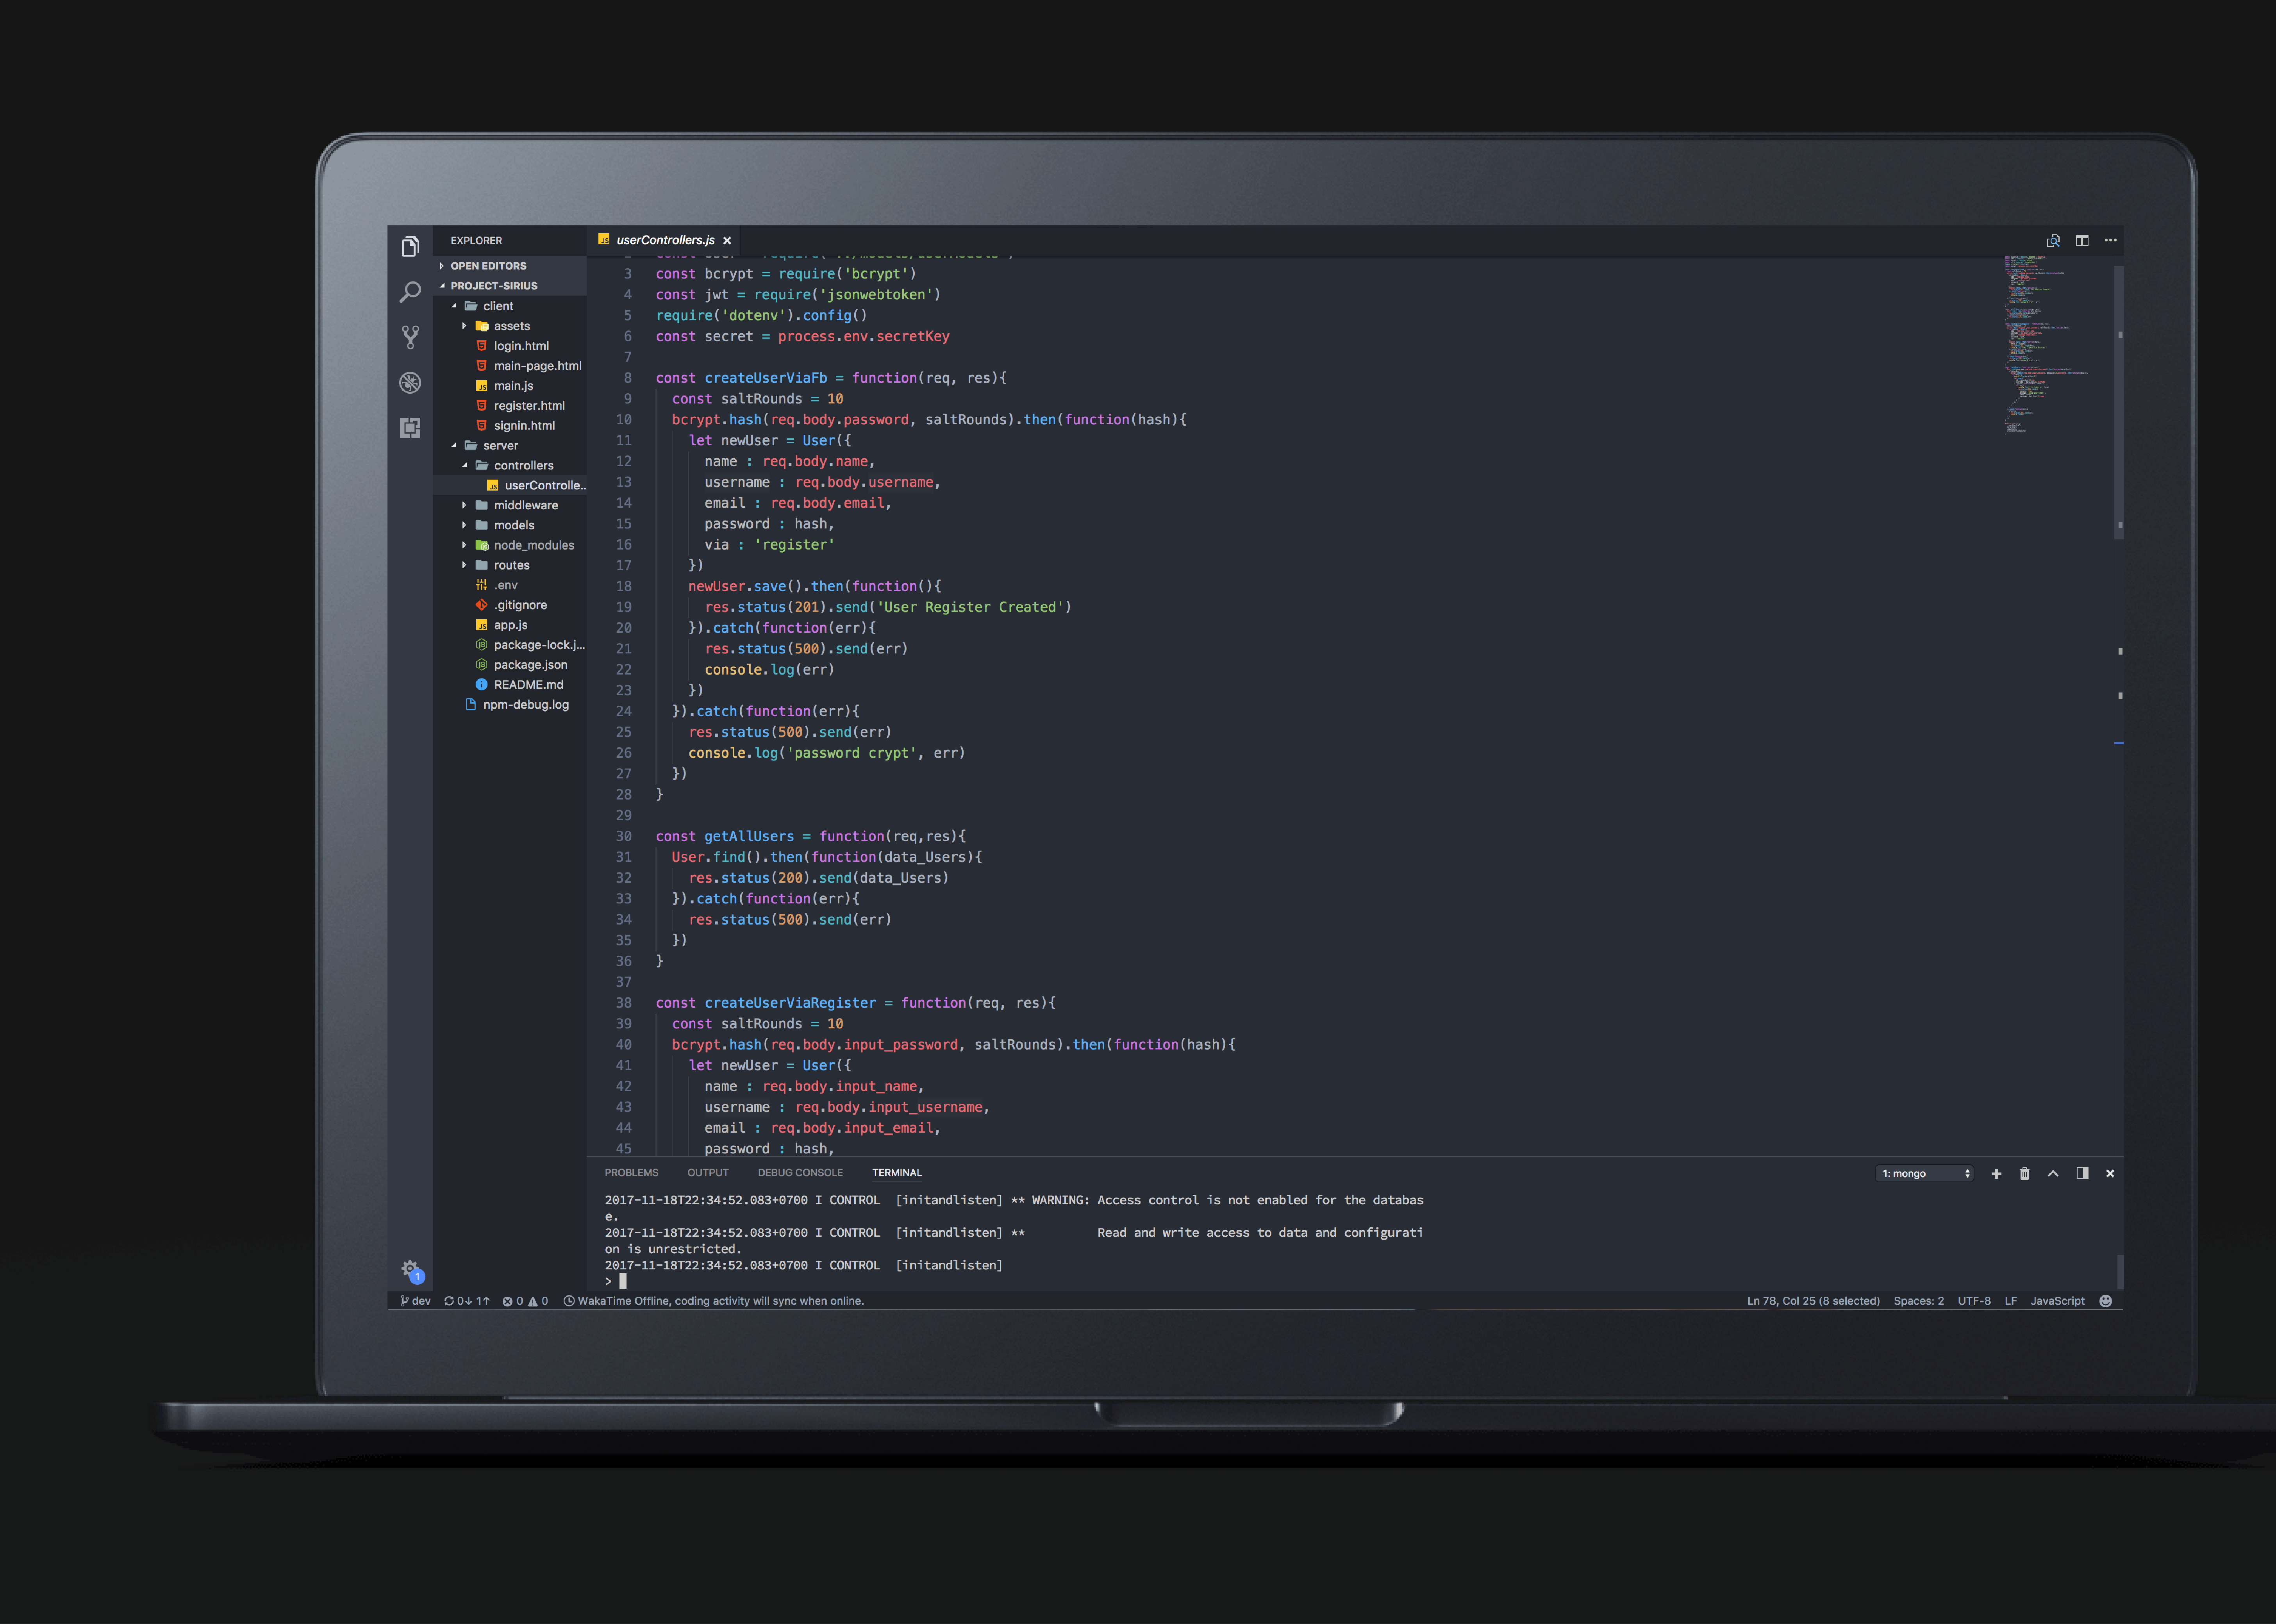 EXPLORER
OPEN EDITORS
PROJECT-SIRIUS
client
assets
login.html
main-page.html
main.js
register.html
signin.html
server
controllers
userControlle..
middleware
models
node_modules
routes
.env
.gitignore
app.js
package-lock.j...
package.json
README.md
npm-debug.log
1
userControllers.js
3 const bcrypt = require('bcrypt')
4 const jwt = require('jsonwebtoken')
5 require('dotenv').config()
6 const secret = process.env.secretKey
7
8 const createUserViaFb = function(req, res){
9 const saltRounds = 10
10 bcrypt.hash(req.body.password, saltRounds).then(function(hash){
11 let newUser = User({
12 name : req.body.name,
13 username : req.body.username,
14 email : req.body.email,
15 password : hash,
16 via : 'register'
17 })
18 newUser.save().then(function(){
19 res.status(201).send('User Register Created')
20 }).catch(function(err){
21 res.status(500).send(err)
22 console.log(err)
23 })
24 }).catch(function(err){
25 res.status(500).send(err)
26 console.log('password crypt', err)
27 })
28 }
29
30 const getAllUsers = function(req,res){
31 User.find().then(function(data_Users){
32 res.status(200).send(data_Users)
33 }).catch(function(err){
34 res.status(500).send(err)
35 })
36 }
37
38 const createUserViaRegister = function(req, res){
39 const saltRounds = 10
40 bcrypt.hash(req.body.input_password, saltRounds).then(function(hash){
41 let newUser = User({
42 name : req.body.input_name,
43 username : req.body.input_username,
44 email : req.body.input_email,
45 password : hash,
PROBLEMS OUTPUT DEBUG CONSOLE TERMINAL 1: mongo
2017-11-18T22:34:52.083+0700 I CONTROL [initandlisten] ** WARNING: Access control is not enabled for the databas
e.
2017-11-18T22:34:52.083+0700 I CONTROL [initandlisten] ** Read and write access to data and configurati
on is unrestricted.
2017-11-18T22:34:52.083+0700 I CONTROL [initandlisten]
>
dev 0↓ 1↑ 0 0 WakaTime Offline, coding activity will sync when online. Ln 78, Col 25 (8 selected) Spaces: 2 UTF-8 LF JavaScript